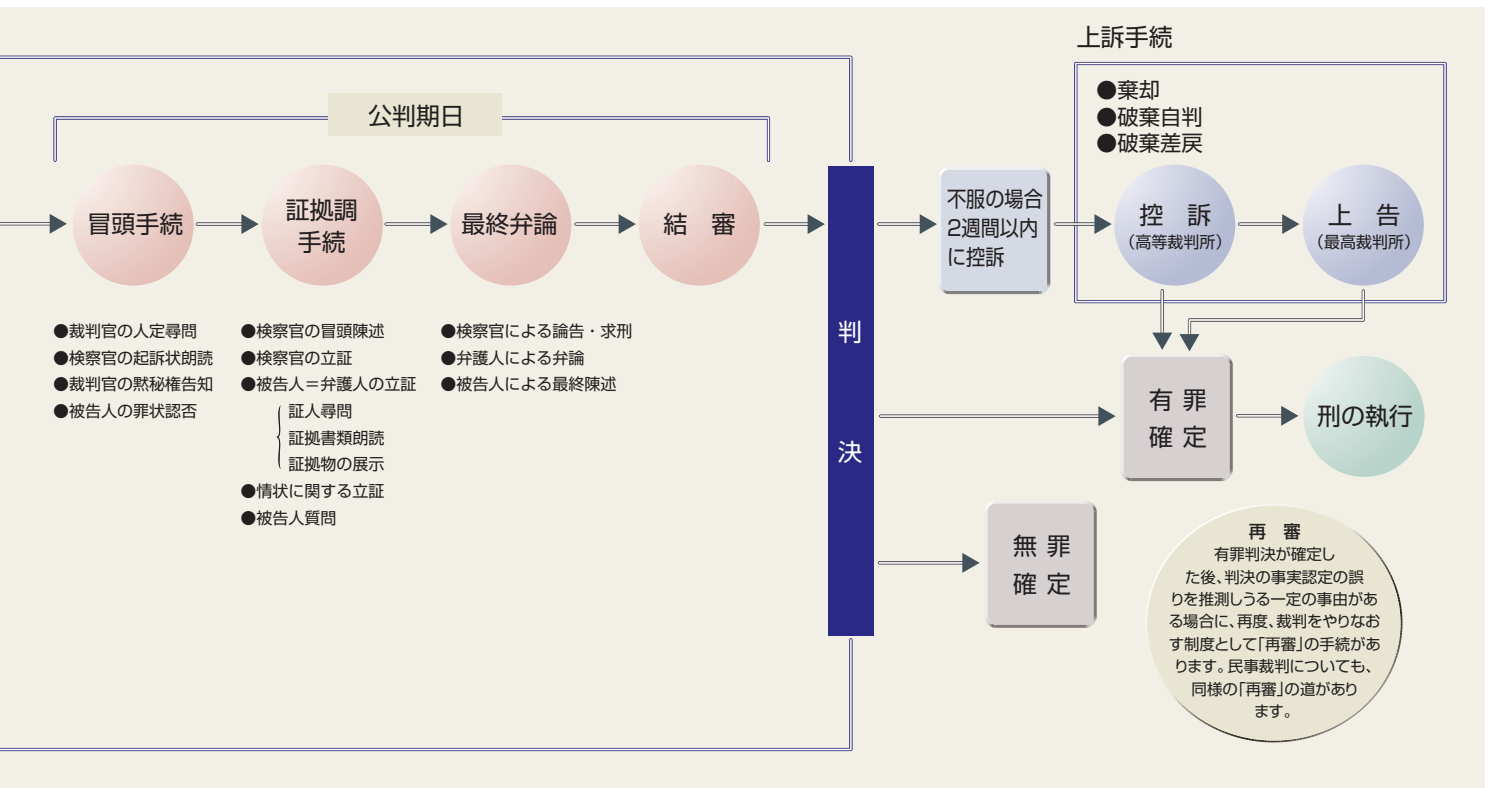 上訴手続
●棄却
●破棄自判
●破棄差戻
公判期日
冒頭手続
証拠調
手続
最終弁論
結　審
判
決
不服の場合
2週間以内
に控訴
控　訴
（高等裁判所）
上　告
（最高裁判所）
●裁判官の人定尋問
●検察官の起訴状朗読
●裁判官の黙秘権告知
●被告人の罪状認否
●検察官の冒頭陳述
●検察官の立証
●被告人＝弁護人の立証
証人尋問
証拠書類朗読
証拠物の展示
●情状に関する立証
●被告人質問
●検察官による論告・求刑
●弁護人による弁論
●被告人による最終陳述
有 罪
確 定
刑の執行
無 罪
確 定
再　審
有罪判決が確定し
た後、判決の事実認定の誤
りを推測しうる一定の事由があ
る場合に、再度、裁判をやりなお
す制度として「再審」の手続があ
ります。民事裁判についても、
同様の「再審」の道があり
ます。